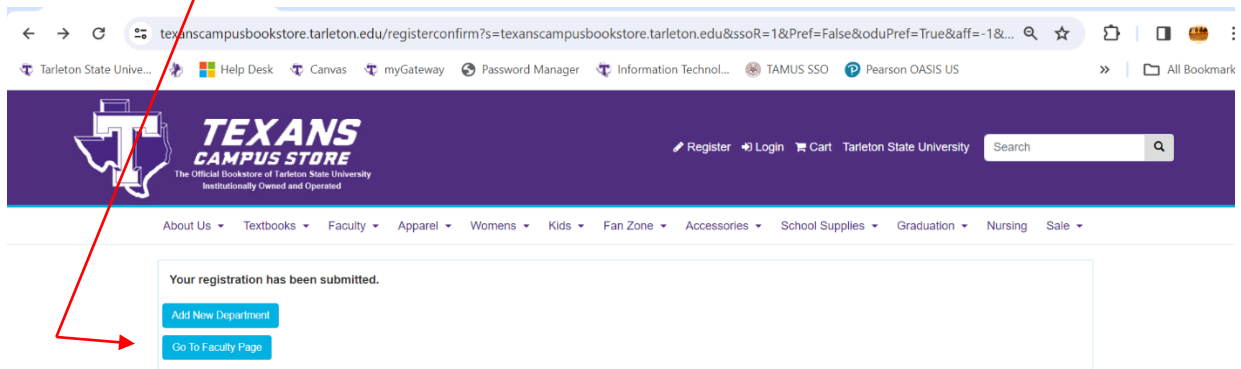 texanscampusbookstore.tarleton.edu/registerconfirm?s=texanscampusbookstore.tarleton.edu&ssoR=1&Pref=False&oduPref=True&aff=-1&...
Tarleton State Unive... Help Desk Canvas myGateway Password Manager Information Technol... TAMUS SSO Pearson OASIS US » All Bookmark
T
TEXANS
CAMPUS STORE
The Official Bookstore of Tarleton State University
Institutionally Owned and Operated
Register Login Cart Tarleton State University Search
About Us Textbooks Faculty Apparel Womens Kids Fan Zone Accessories School Supplies Graduation Nursing Sale
Your registration has been submitted.
Add New Department
Go To Faculty Page